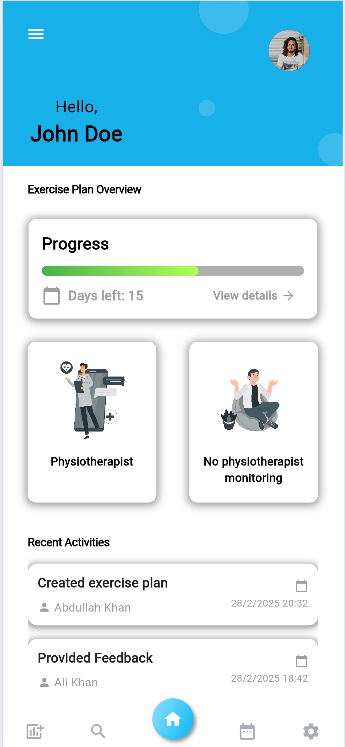 Hello,
John Doe
Exercise Plan Overview
Progress
Days left: 15
View details
Physiotherapist
No physiotherapist
monitoring
Recent Activities
Created exercise plan
Abdullah Khan
28/2/2025 20:32
Provided Feedback
Ali Khan
28/2/2025 18:42